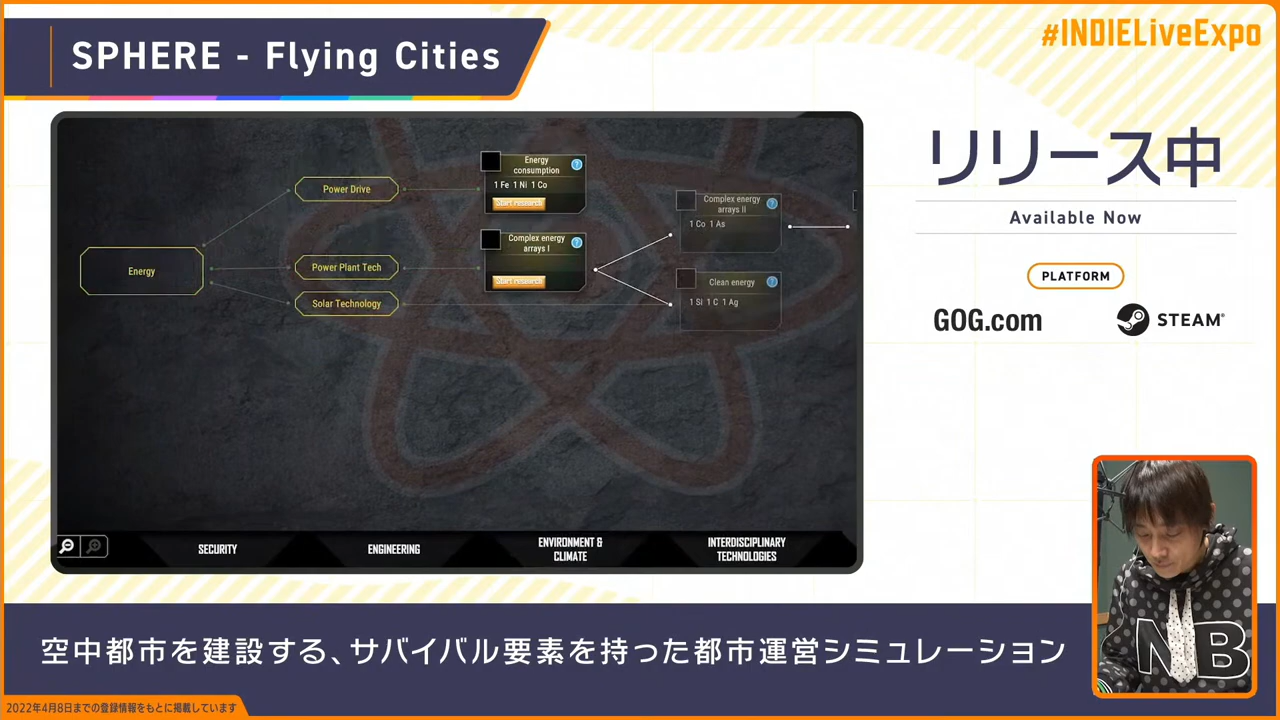 SPHERE - Flying Cities
#INDIELiveExpo
リリース中
Available Now
PLATFORM
GOG.com
STEAM®
Energy
Power Drive
Power Plant Tech
Solar Technology
Energy
consumption
?
1 Fe 1 Ni 1 Co
Start research
Complex energy
arrays I
?
Start research
Complex energy
arrays II
?
1 Co 1 As
Clean energy
?
1 Si 1 C 1 Ag
SECURITY
ENGINEERING
ENVIRONMENT &
CLIMATE
INTERDISCIPLINARY
TECHNOLOGIES
NB
空中都市を建設する、サバイバル要素を持った都市運営シミュレーション
2022年4月8日までの登録情報をもとに掲載しています